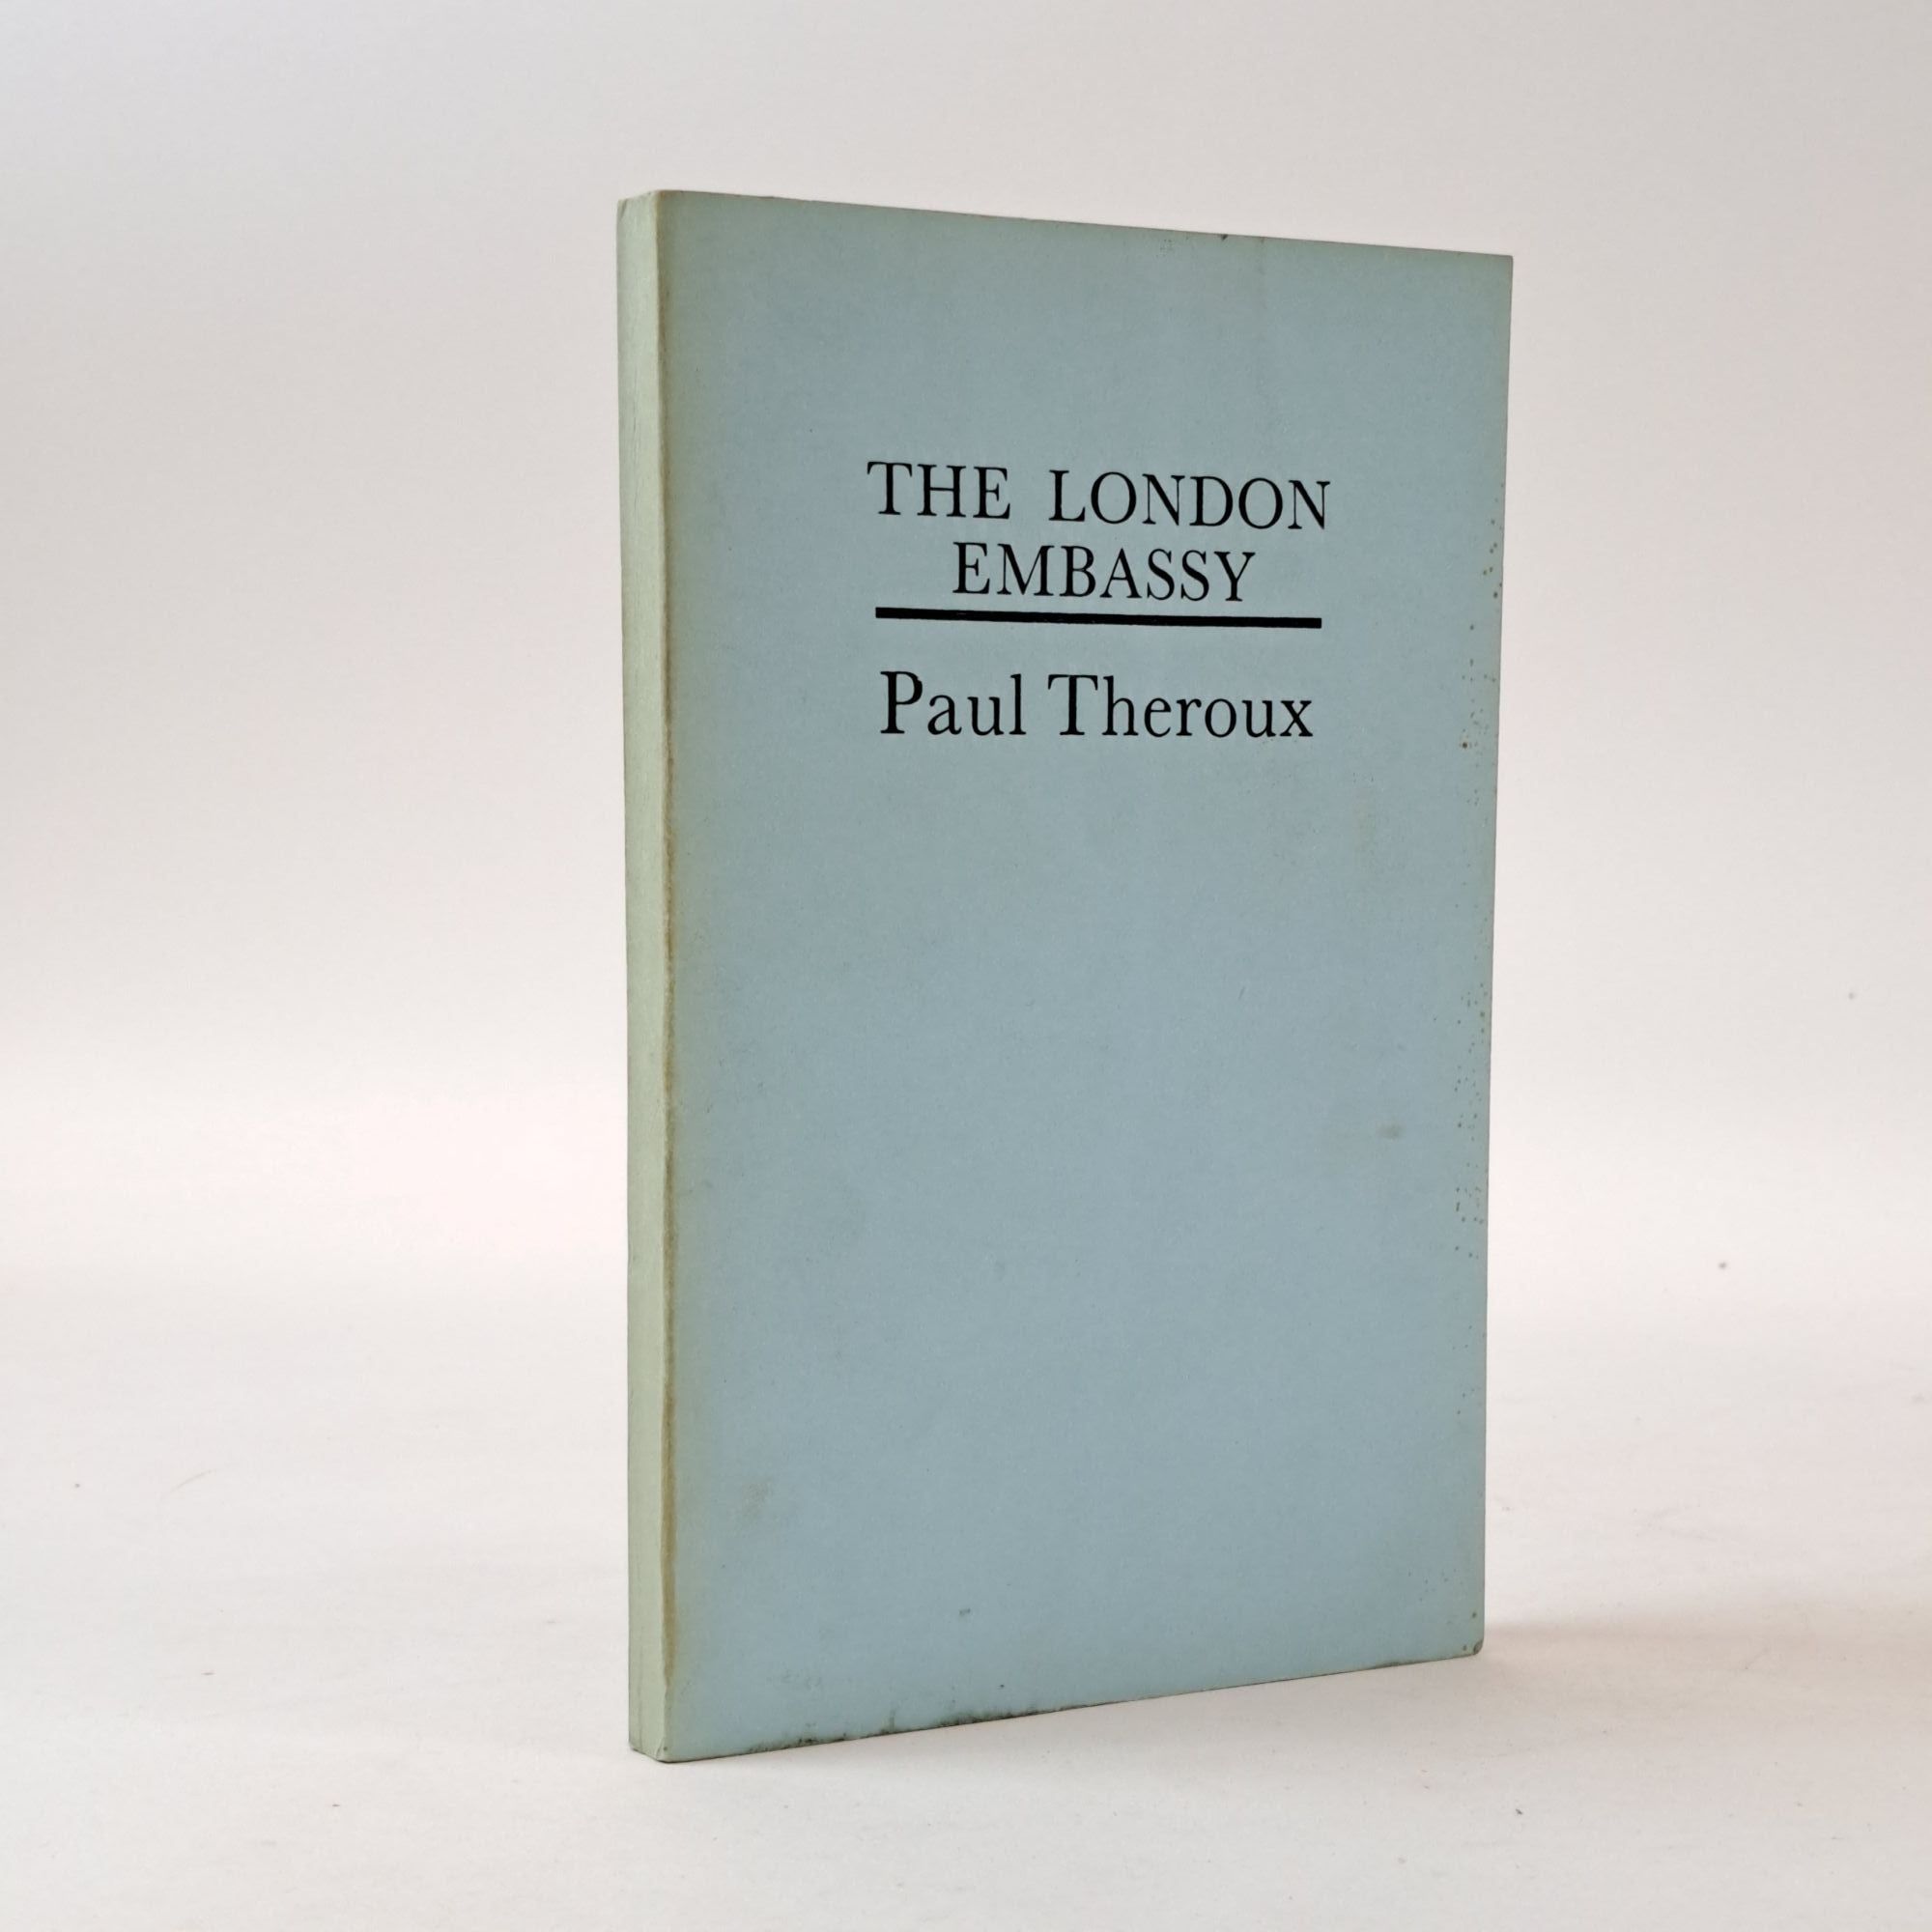 THE LONDON
EMBASSY
Paul Theroux